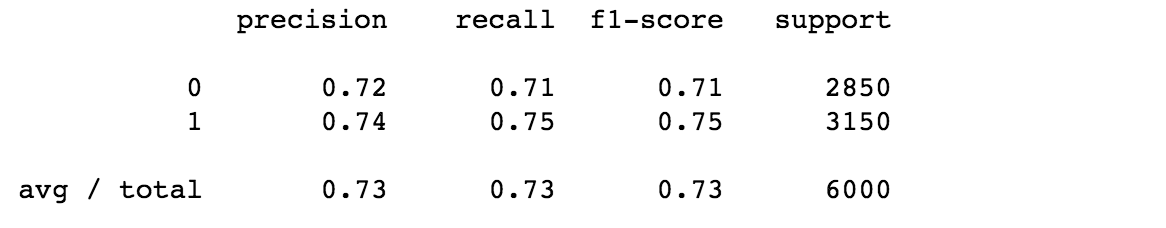 precision recall f1-score support
0 0.72 0.71 0.71 2850
1 0.74 0.75 0.75 3150
avg / total 0.73 0.73 0.73 6000